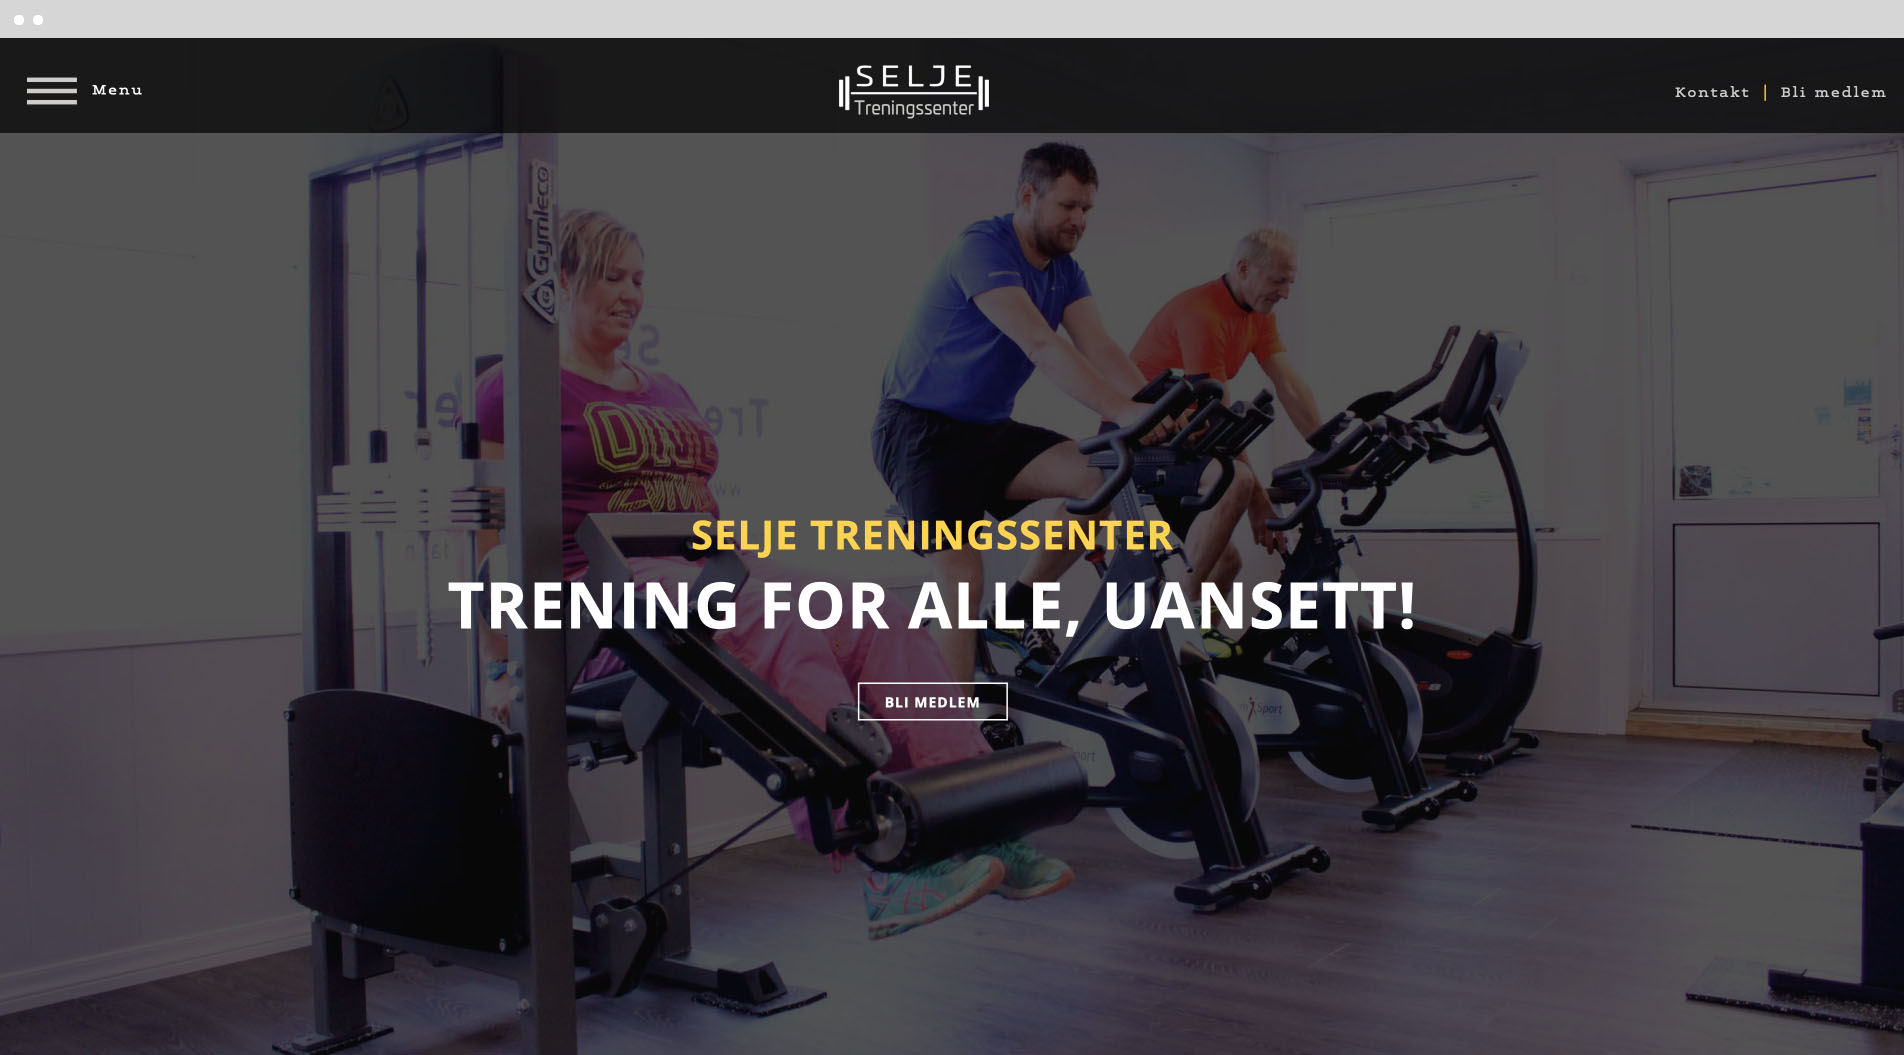 Menu
SELJE
Treningssenter
Kontakt | Bli medlem
Gymleco
SELJE TRENINGSSENTER
TRENING FOR ALLE, UANSETT!
BLI MEDLEM